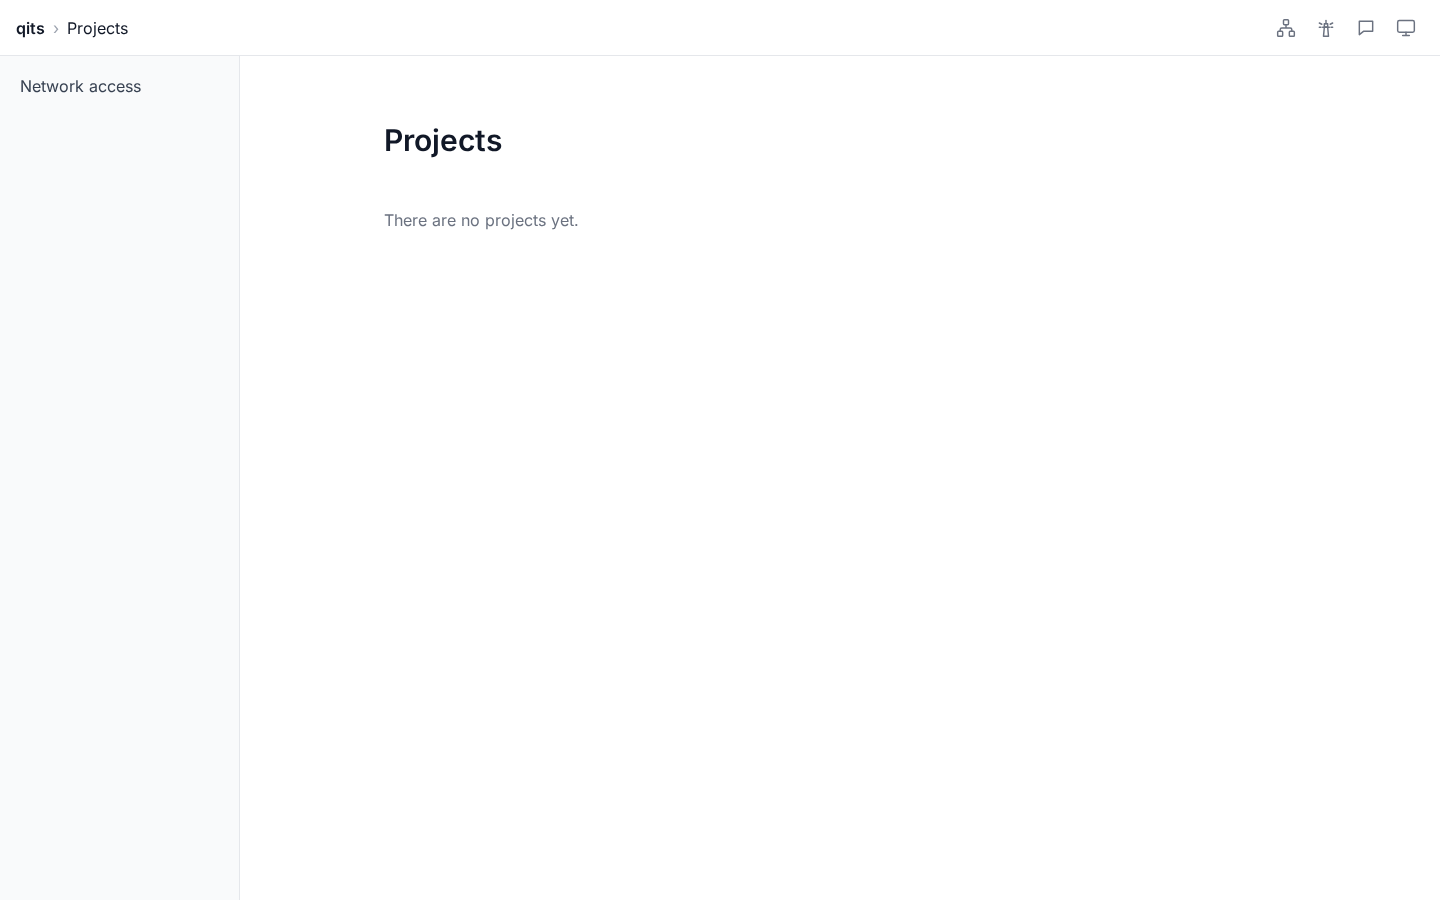 qits › Projects
Network access
Projects
There are no projects yet.